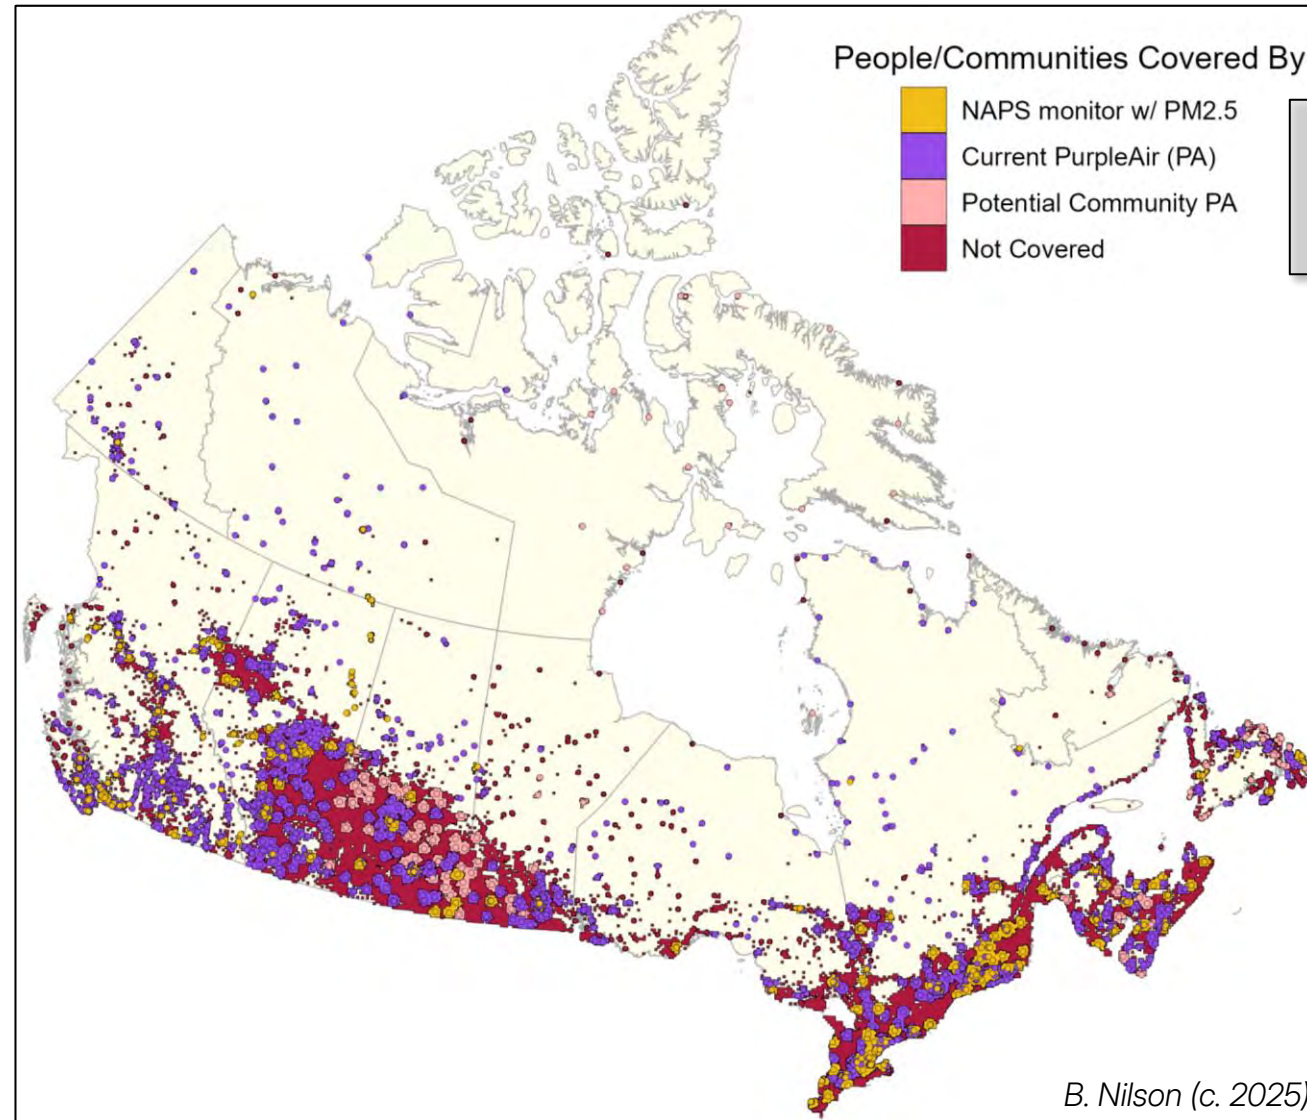 People/Communities Covered By
NAPS monitor w/ PM2.5
Current PurpleAir (PA)
Potential Community PA
Not Covered
B. Nilson (c. 2025)